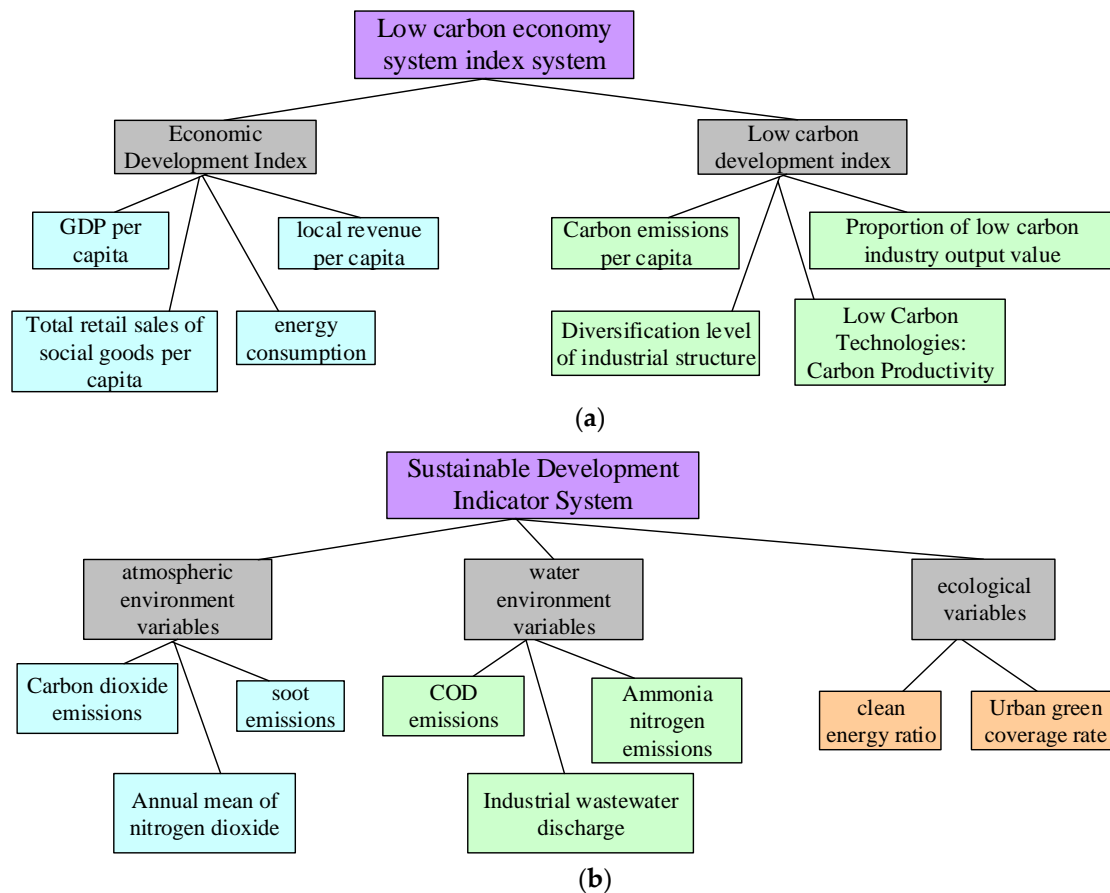 Low carbon economy
system index system
Economic
Development Index
Low carbon
development index
GDP per
capita
local revenue
per capita
Carbon emissions
per capita
Proportion of low carbon
industry output value
Total retail sales of
social goods per
capita
energy
consumption
Diversification level
of industrial structure
Low Carbon
Technologies:
Carbon Productivity
(a)
Sustainable Development
Indicator System
atmospheric
environment
variables
water
environment
variables
ecological
variables
Carbon dioxide
emissions
soot
emissions
COD
emissions
Ammonia
nitrogen
emissions
clean
energy ratio
Urban green
coverage rate
Annual mean of
nitrogen dioxide
Industrial wastewater
discharge
(b)